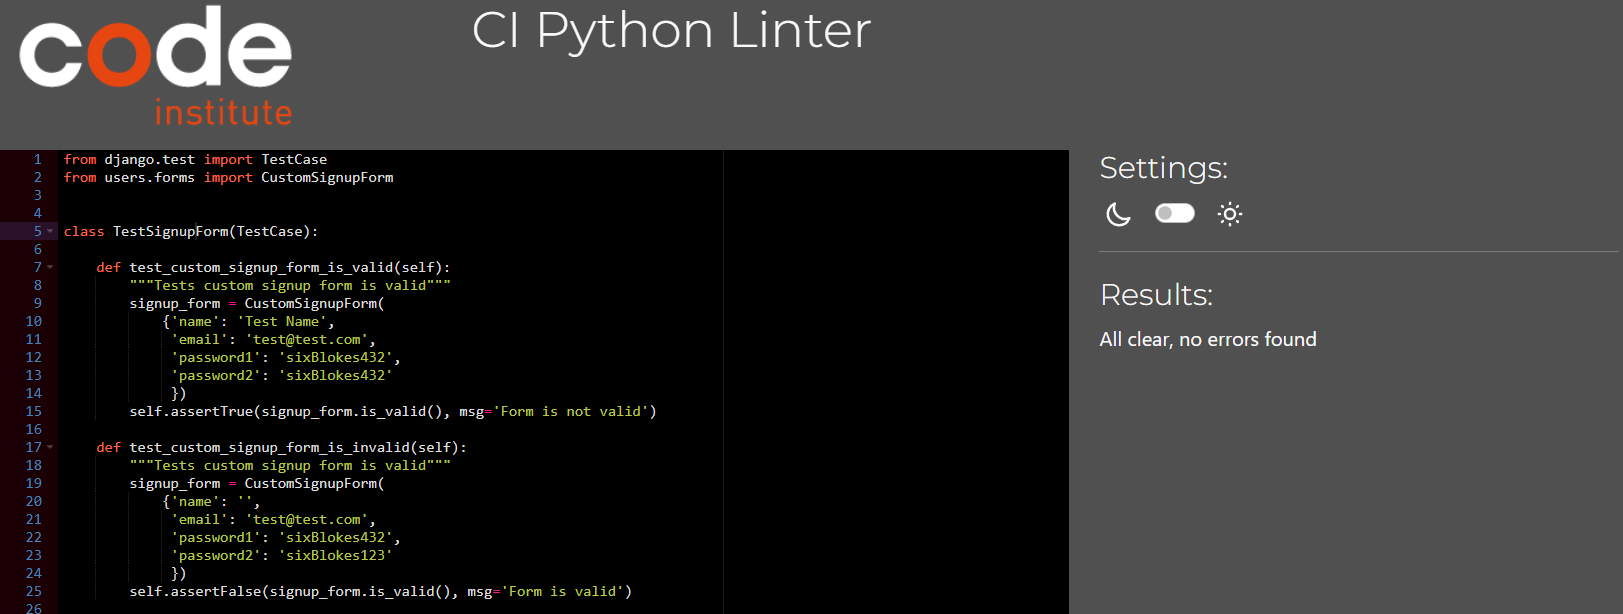 code
institute
CI Python Linter
1 from django.test import TestCase
2 from users.forms import CustomSignupForm
3
4
5 class TestSignupForm(TestCase):
6
7     def test_custom_signup_form_is_valid(self):
8         """Tests custom signup form is valid"""
9         signup_form = CustomSignupForm(
10             {'name': 'Test Name',
11              'email': 'test@test.com',
12              'password1': 'sixBlokes432',
13              'password2': 'sixBlokes432'
14              })
15         self.assertTrue(signup_form.is_valid(), msg='Form is not valid')
16
17     def test_custom_signup_form_is_invalid(self):
18         """Tests custom signup form is valid"""
19         signup_form = CustomSignupForm(
20             {'name': '',
21              'email': 'test@test.com',
22              'password1': 'sixBlokes432',
23              'password2': 'sixBlokes123'
24              })
25         self.assertFalse(signup_form.is_valid(), msg='Form is valid')
26
Settings:
Results:
All clear, no errors found